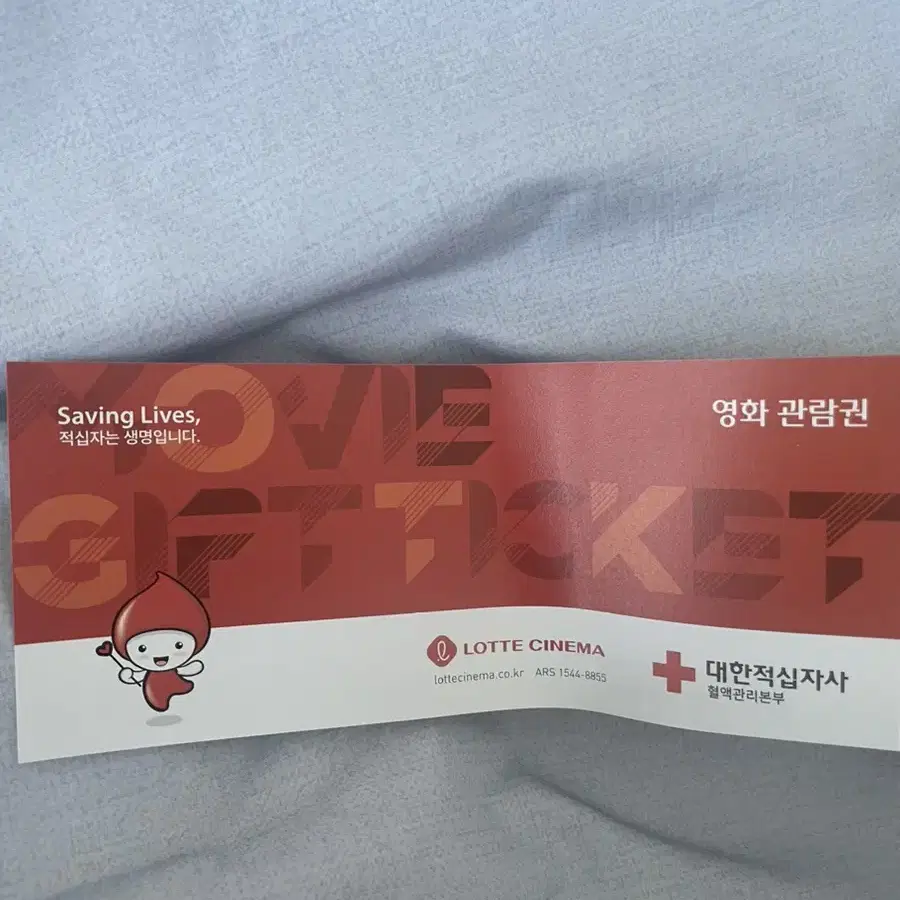 Saving Lives,
적십자는 생명입니다.
영화 관람권
MOVIE
GIFT TICKET
LOTTE CINEMA
lottecinema.co.kr ARS 1544-8855
대한적십자사
혈액관리본부